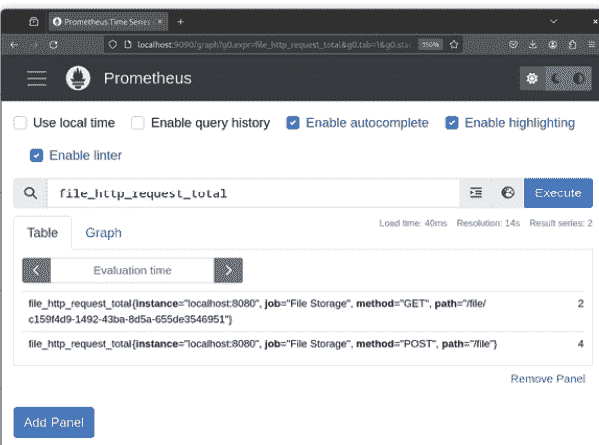 Prometheus Time Series
localhost:9090/graph?g0.expr=file_http_request_total&g0.tab=1&g0.stac
150%
Prometheus
Use local time
Enable query history
Enable autocomplete
Enable highlighting
Enable linter
file_http_request_total
Execute
Load time: 40ms Resolution: 14s Result series: 2
Table
Graph
Evaluation time
file_http_request_total{instance="localhost:8080", job="File Storage", method="GET", path="/file/
c159f4d9-1492-43ba-8d5a-655de3546951"}
2
file_http_request_total{instance="localhost:8080", job="File Storage", method="POST", path="/file"}
4
Remove Panel
Add Panel